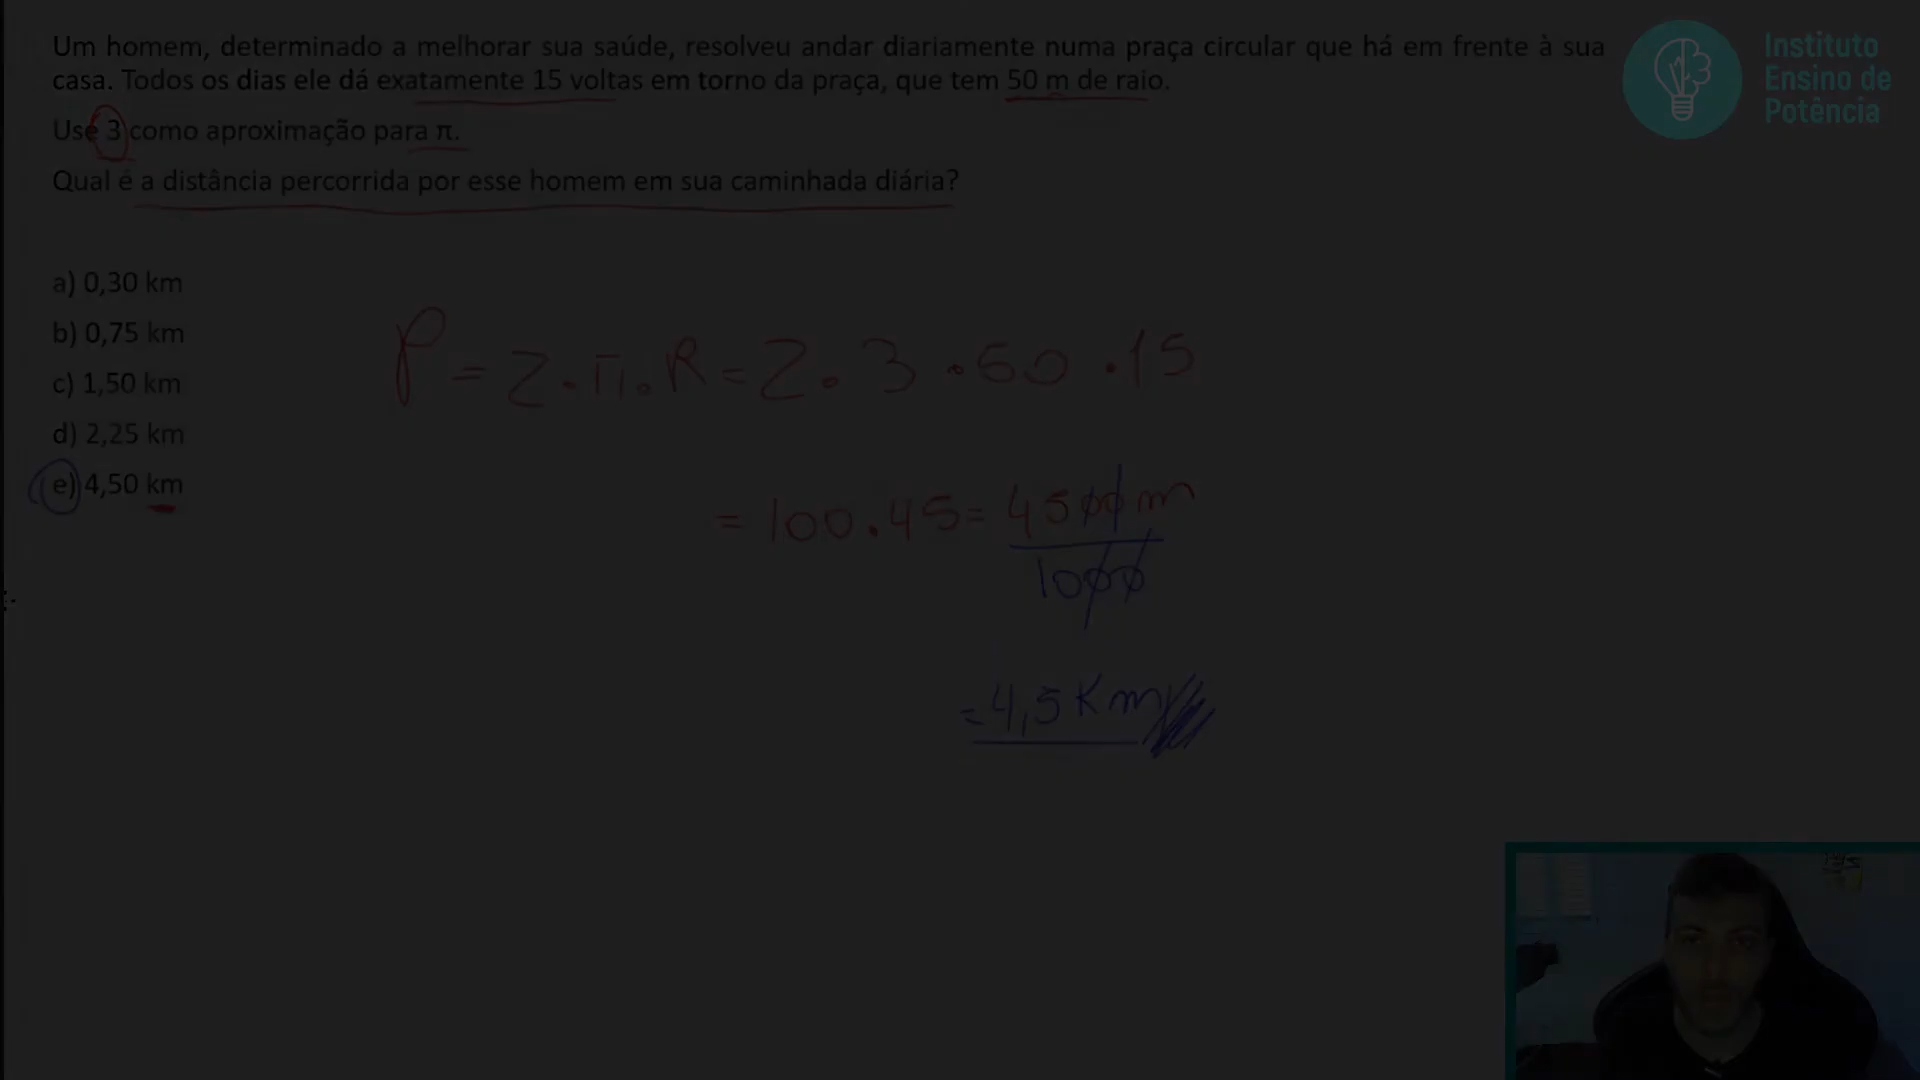 Um homem, determinado a melhorar sua saúde, resolveu andar diariamente numa praça circular que há em frente à sua
casa. Todos os dias ele dá exatamente 15 voltas em torno da praça, que tem 50 m de raio.
Use 3 como aproximação para π.
Qual é a distância percorrida por esse homem em sua caminhada diária?
a) 0,30 km
b) 0,75 km
c) 1,50 km
d) 2,25 km
e) 4,50 km
P = 2.π.R = 2. 3 .50 .15
= 100.45 = 4500 m
1000
= 4,5 Km
Instituto
Ensino de
Potência